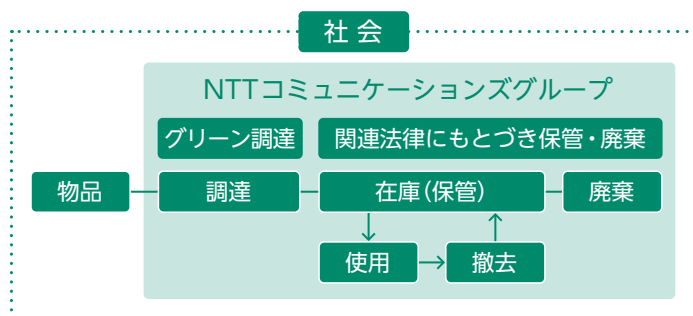 社会
NTTコミュニケーションズグループ
グリーン調達
関連法律にもとづき保管・廃棄
物品
調達
在庫(保管)
廃棄
使用
撤去